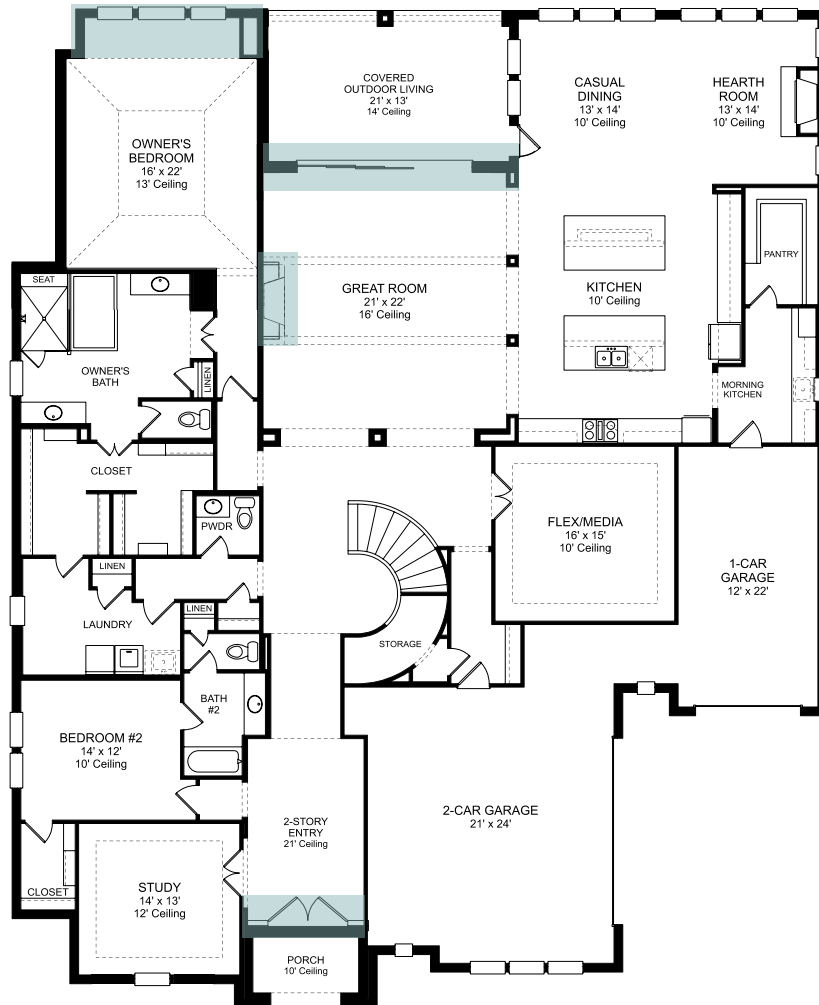 COVERED
OUTDOOR LIVING
21' x 13'
14' Ceiling
CASUAL
DINING
13' x 14'
10' Ceiling
HEARTH
ROOM
13' x 14'
10' Ceiling
OWNER'S
BEDROOM
16' x 22'
13' Ceiling
PANTRY
SEAT
GREAT ROOM
21' x 22'
16' Ceiling
KITCHEN
10' Ceiling
OWNER'S
BATH
LINEN
MORNING
KITCHEN
CLOSET
PWDR
FLEX/MEDIA
16' x 15'
10' Ceiling
LINEN
1-CAR
GARAGE
12' x 22'
LINEN
LAUNDRY
STORAGE
BATH
#2
BEDROOM #2
14' x 12'
10' Ceiling
2-STORY
ENTRY
21' Ceiling
2-CAR GARAGE
21' x 24'
CLOSET
STUDY
14' x 13'
12' Ceiling
PORCH
10' Ceiling